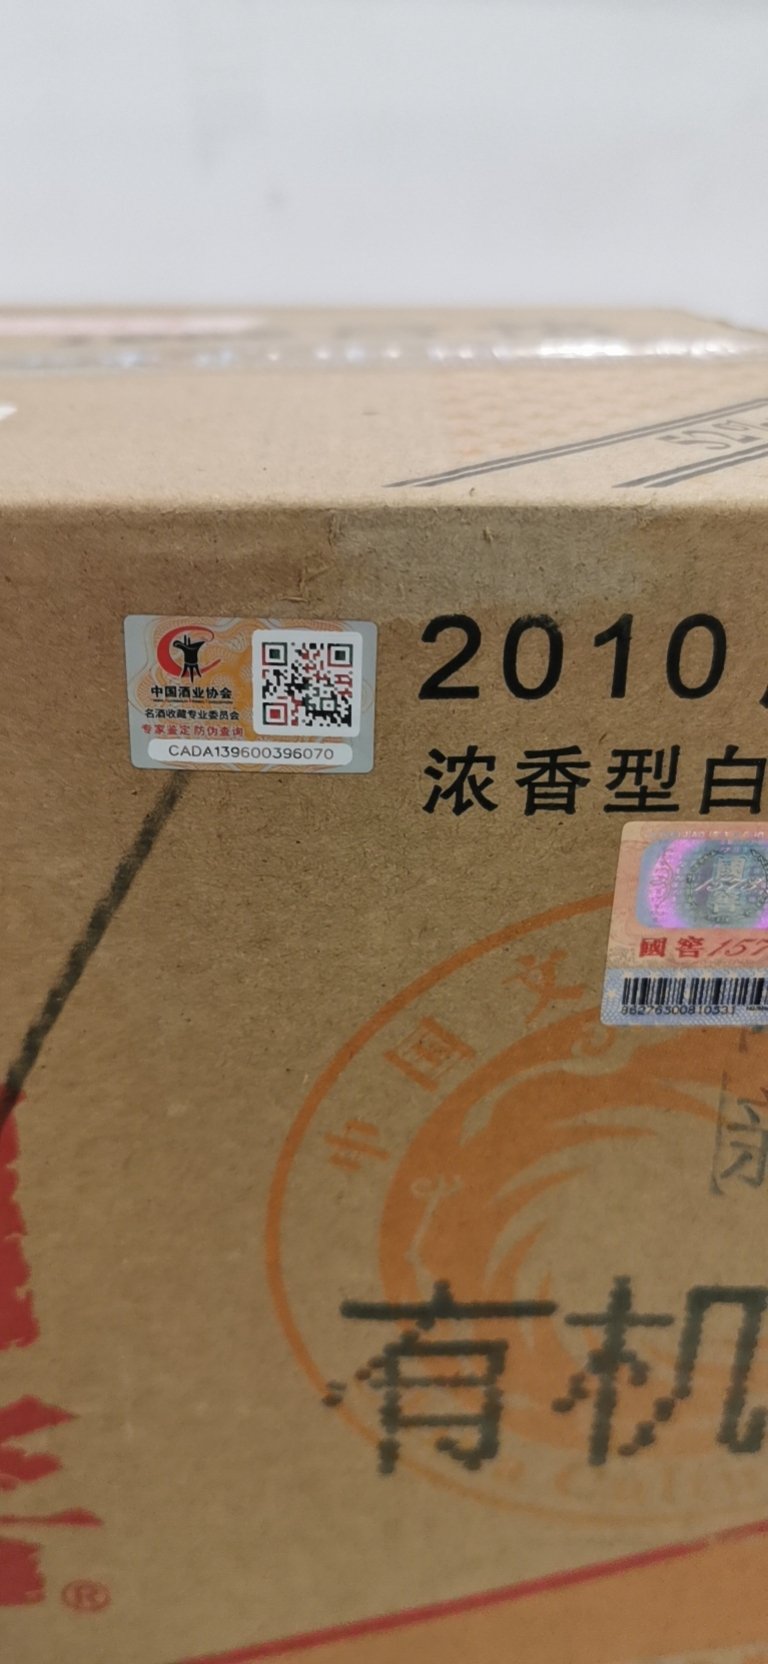 52%
中国酒业协会
名酒收藏专业委员会
专家鉴定 防伪查询
CADA139600396070
2010
浓香型白
國窖157
86276500810531
中国
有机
®